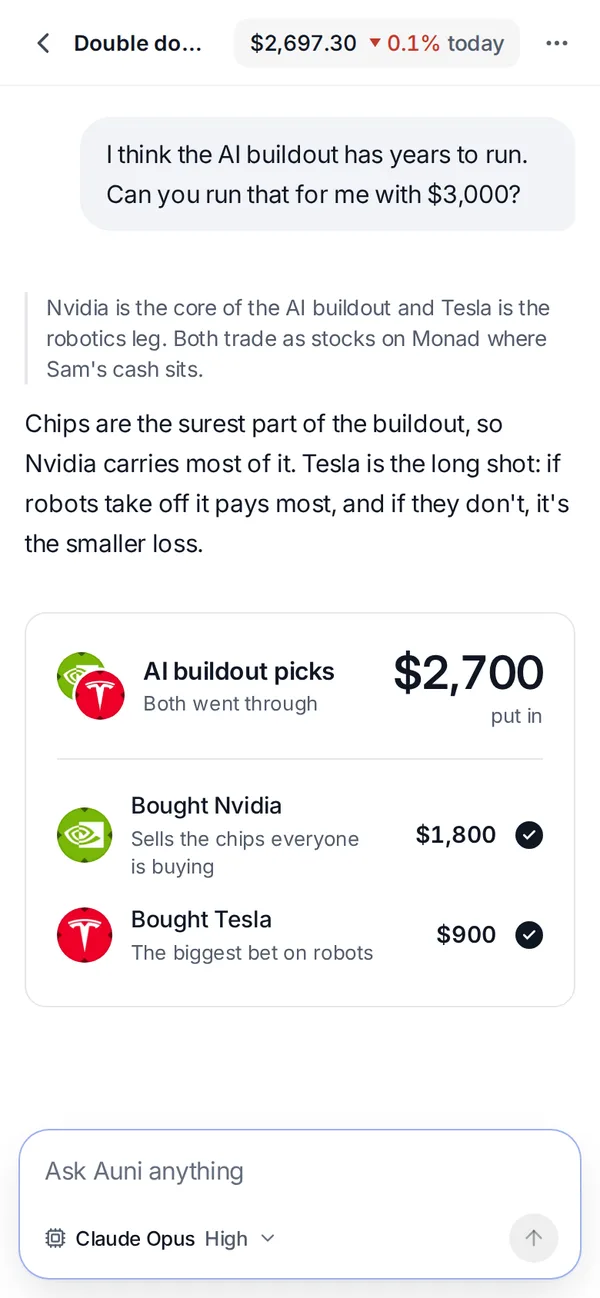 Double do...
$2,697.30 ▼ 0.1% today
I think the AI buildout has years to run.
Can you run that for me with $3,000?
Nvidia is the core of the AI buildout and Tesla is the
robotics leg. Both trade as stocks on Monad where
Sam's cash sits.
Chips are the surest part of the buildout, so
Nvidia carries most of it. Tesla is the long shot: if
robots take off it pays most, and if they don't, it's
the smaller loss.
AI buildout picks
$2,700
Both went through
put in
Bought Nvidia
Sells the chips everyone
is buying
$1,800
Bought Tesla
The biggest bet on robots
$900
Ask Auni anything
Claude Opus High